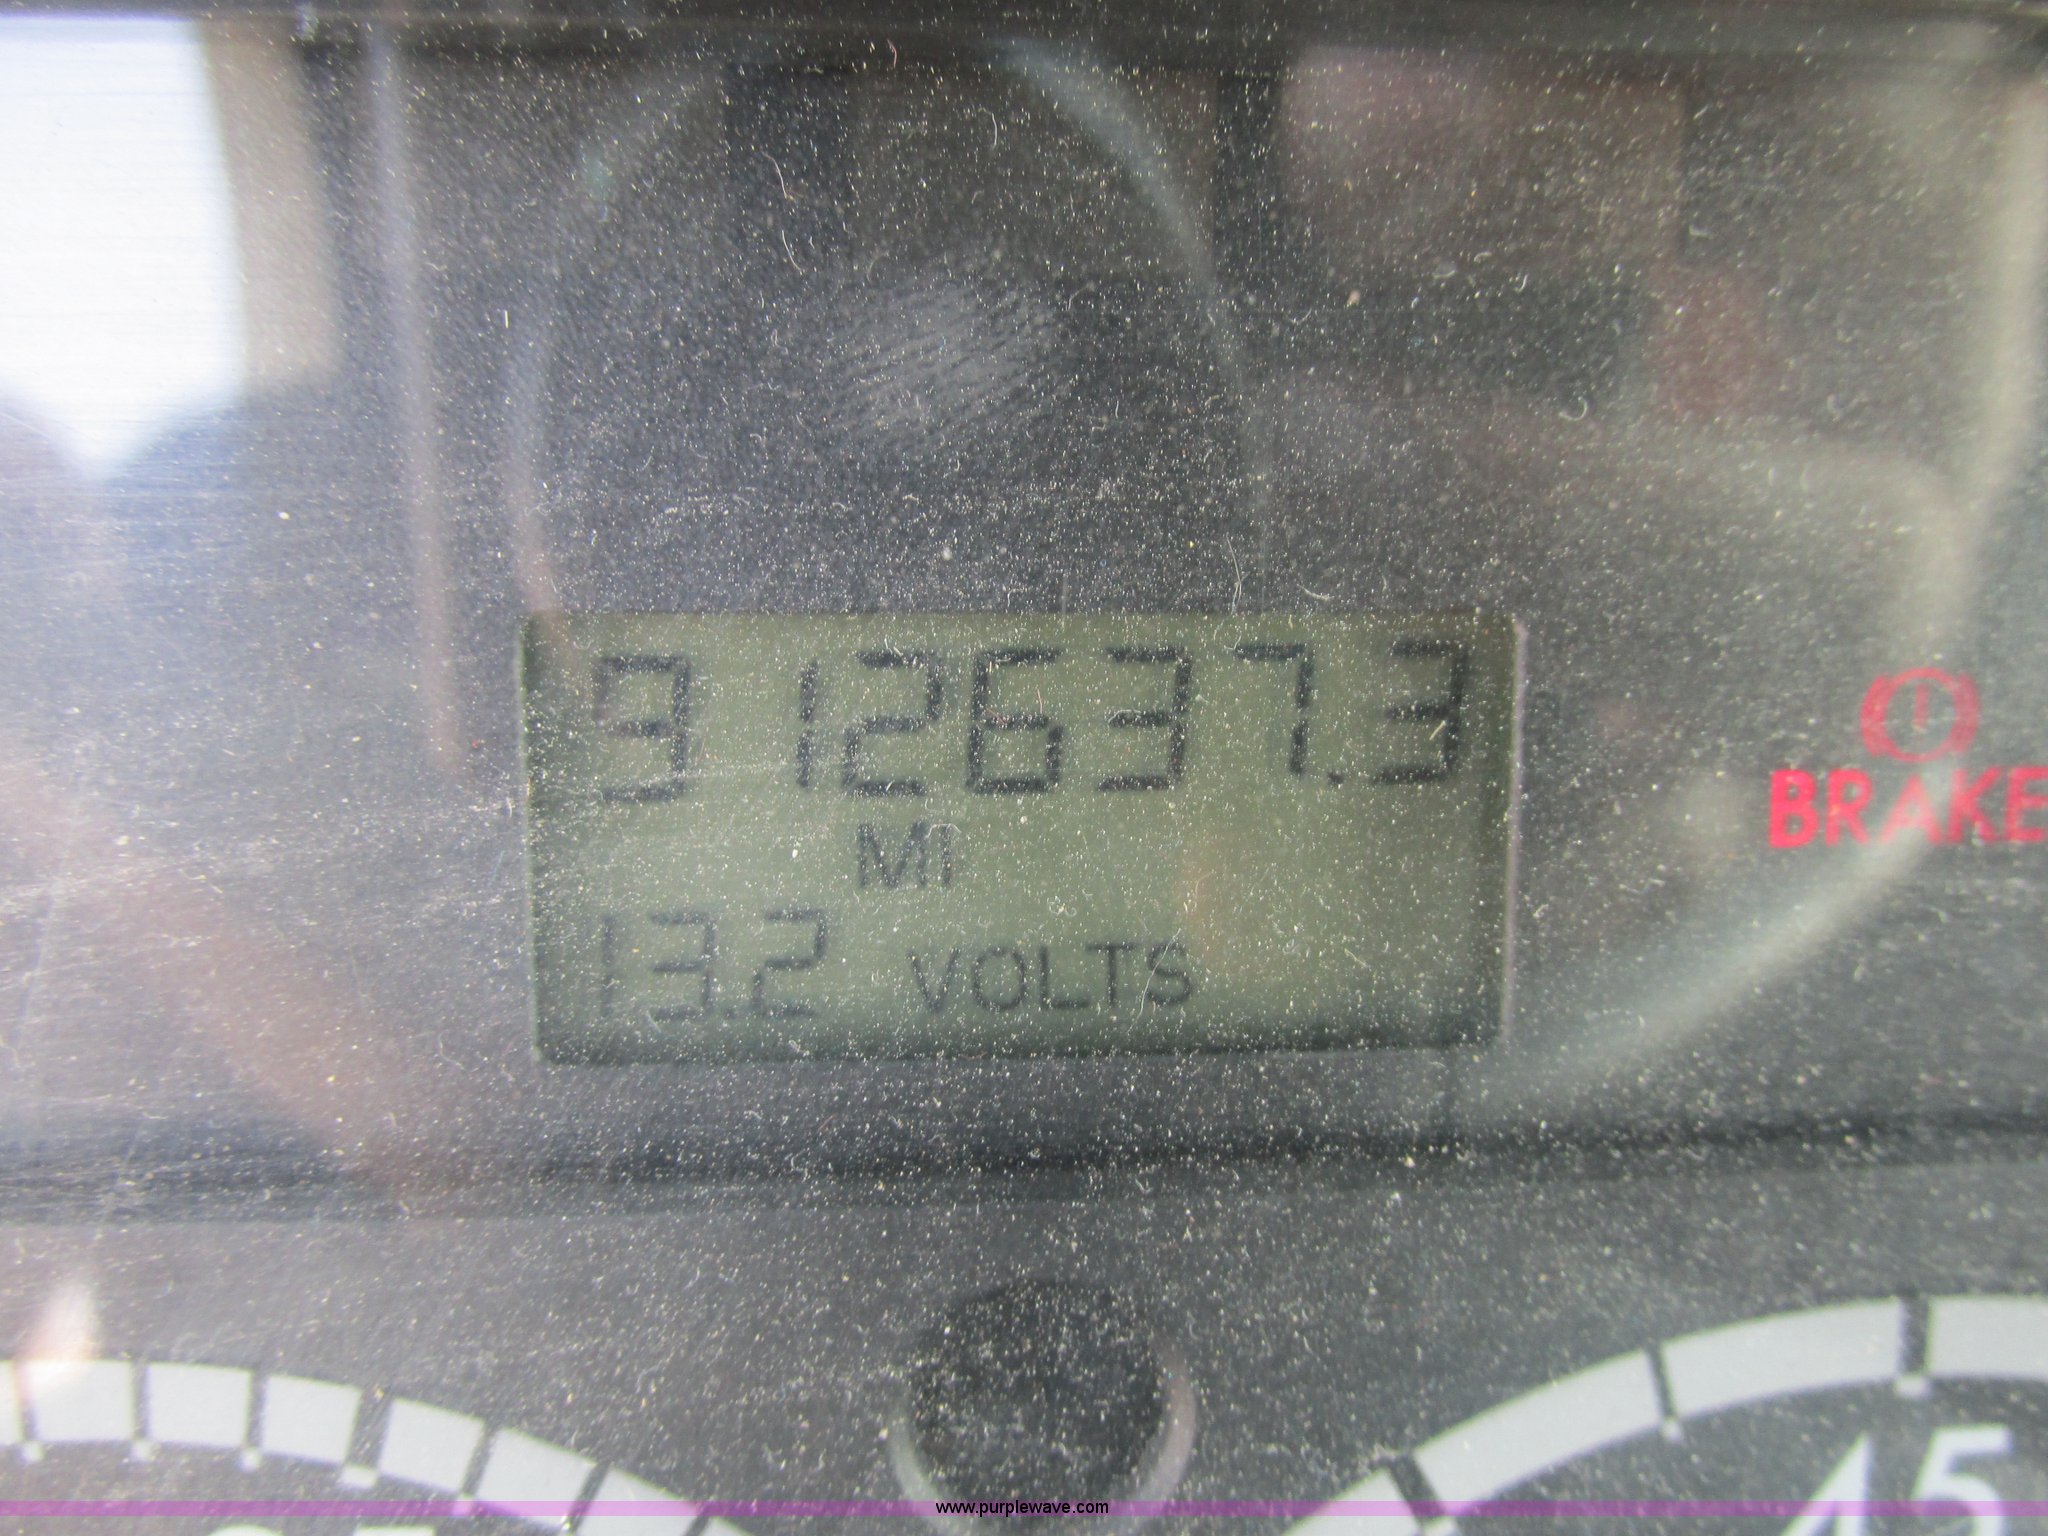 912637.3
MI
13.2 VOLTS
BRAKE
45
www.purplewave.com